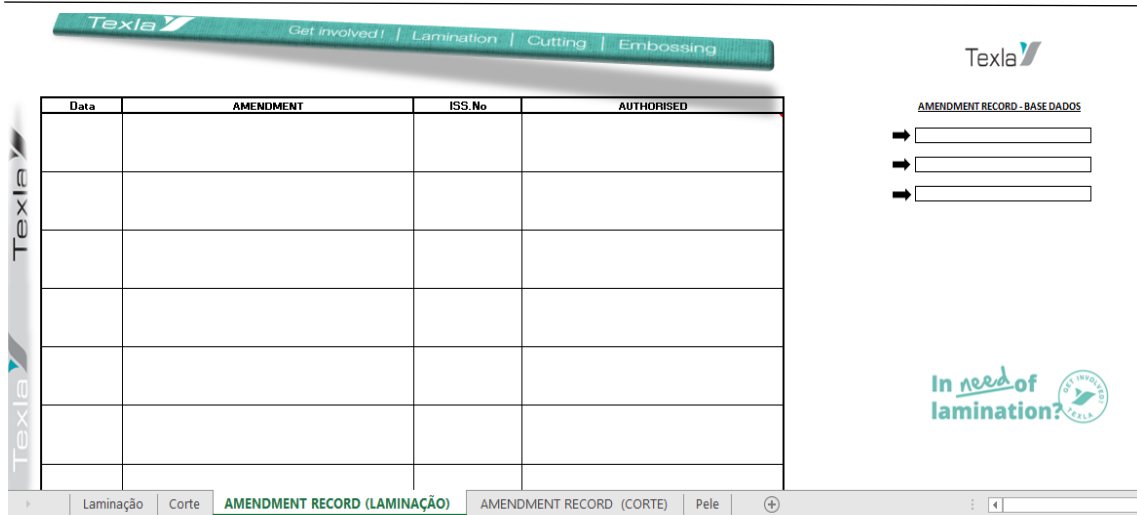 Texla
Get involved! | Lamination | Cutting | Embossing
Texla
Data AMENDMENT ISS.No AUTHORISED
AMENDMENT RECORD - BASE DADOS
Texla
Texla
In need of
lamination?
GET INVOLVED!
TEXLA
Laminação Corte AMENDMENT RECORD (LAMINAÇÃO) AMENDMENT RECORD (CORTE) Pele